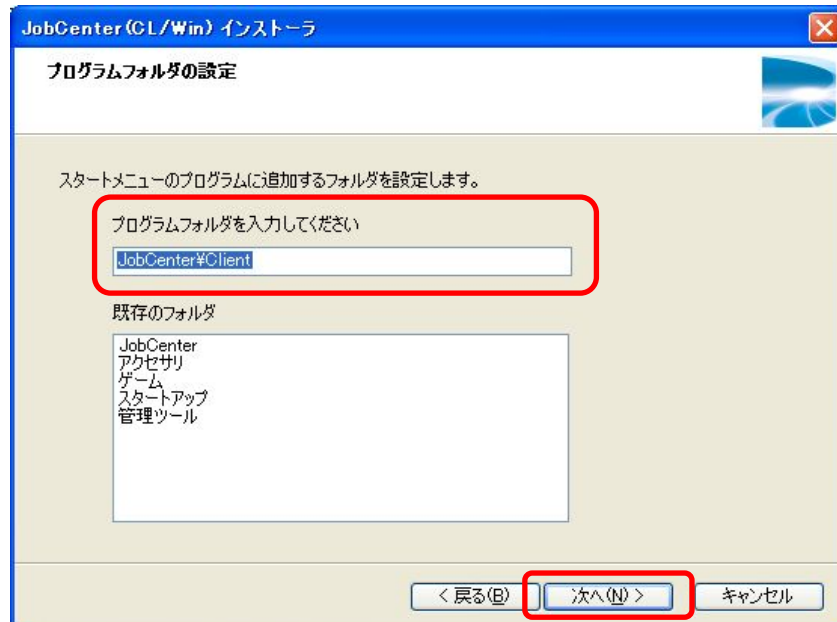 JobCenter(CL/Win) インストーラ
プログラムフォルダの設定
スタートメニューのプログラムに追加するフォルダを設定します。
プログラムフォルダを入力してください
JobCenter¥Client
既存のフォルダ
JobCenter
アクセサリ
ゲーム
スタートアップ
管理ツール
< 戻る(B)
次へ(N) >
キャンセル